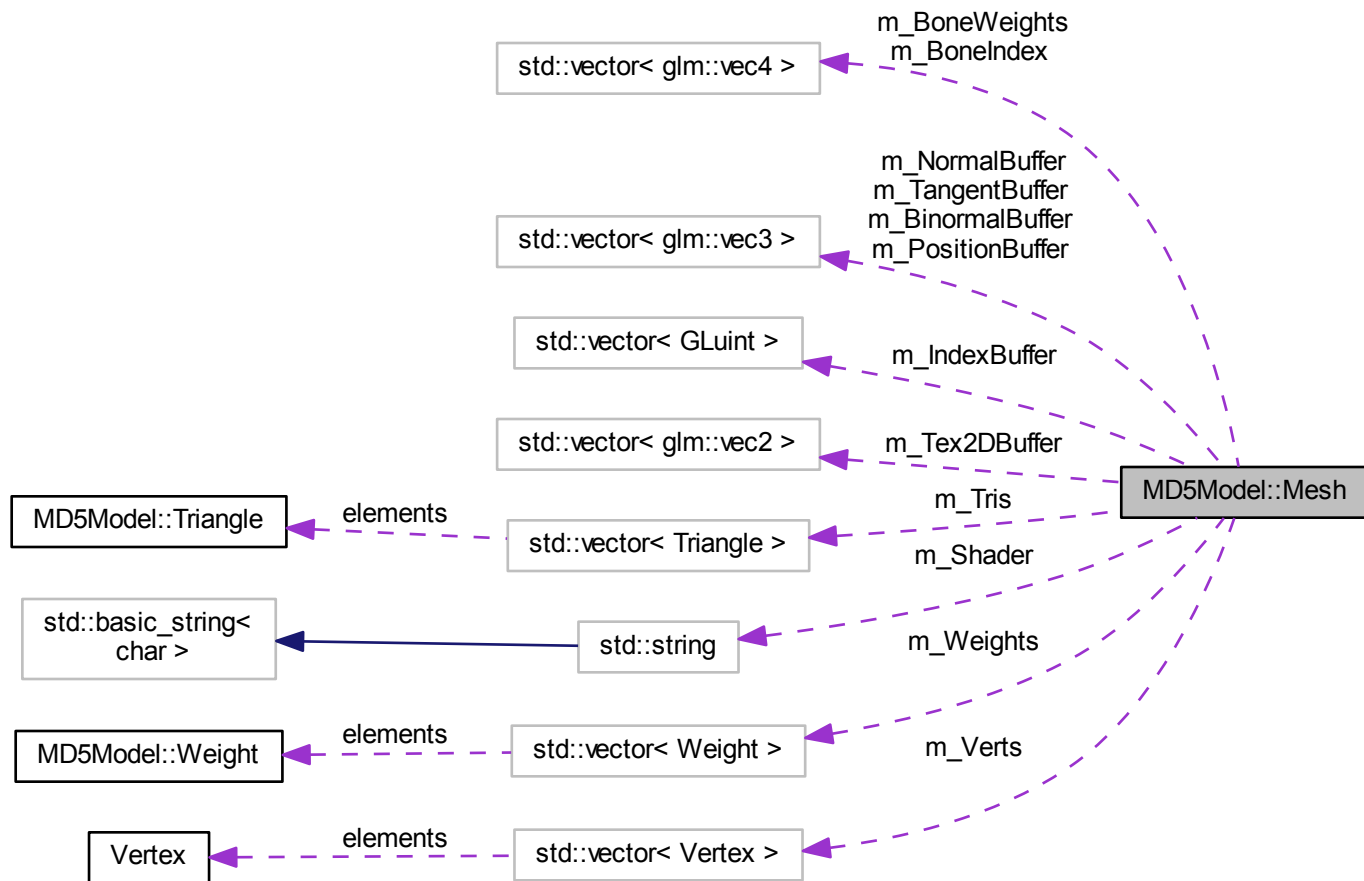 m_BoneWeights
m_BoneIndex
std::vector< glm::vec4 >
m_NormalBuffer
m_TangentBuffer
m_BinormalBuffer
m_PositionBuffer
std::vector< glm::vec3 >
std::vector< GLuint >
m_IndexBuffer
std::vector< glm::vec2 >
m_Tex2DBuffer
MD5Model::Mesh
MD5Model::Triangle
elements
std::vector< Triangle >
m_Tris
m_Shader
std::basic_string<
char >
std::string
m_Weights
MD5Model::Weight
elements
std::vector< Weight >
m_Verts
Vertex
elements
std::vector< Vertex >